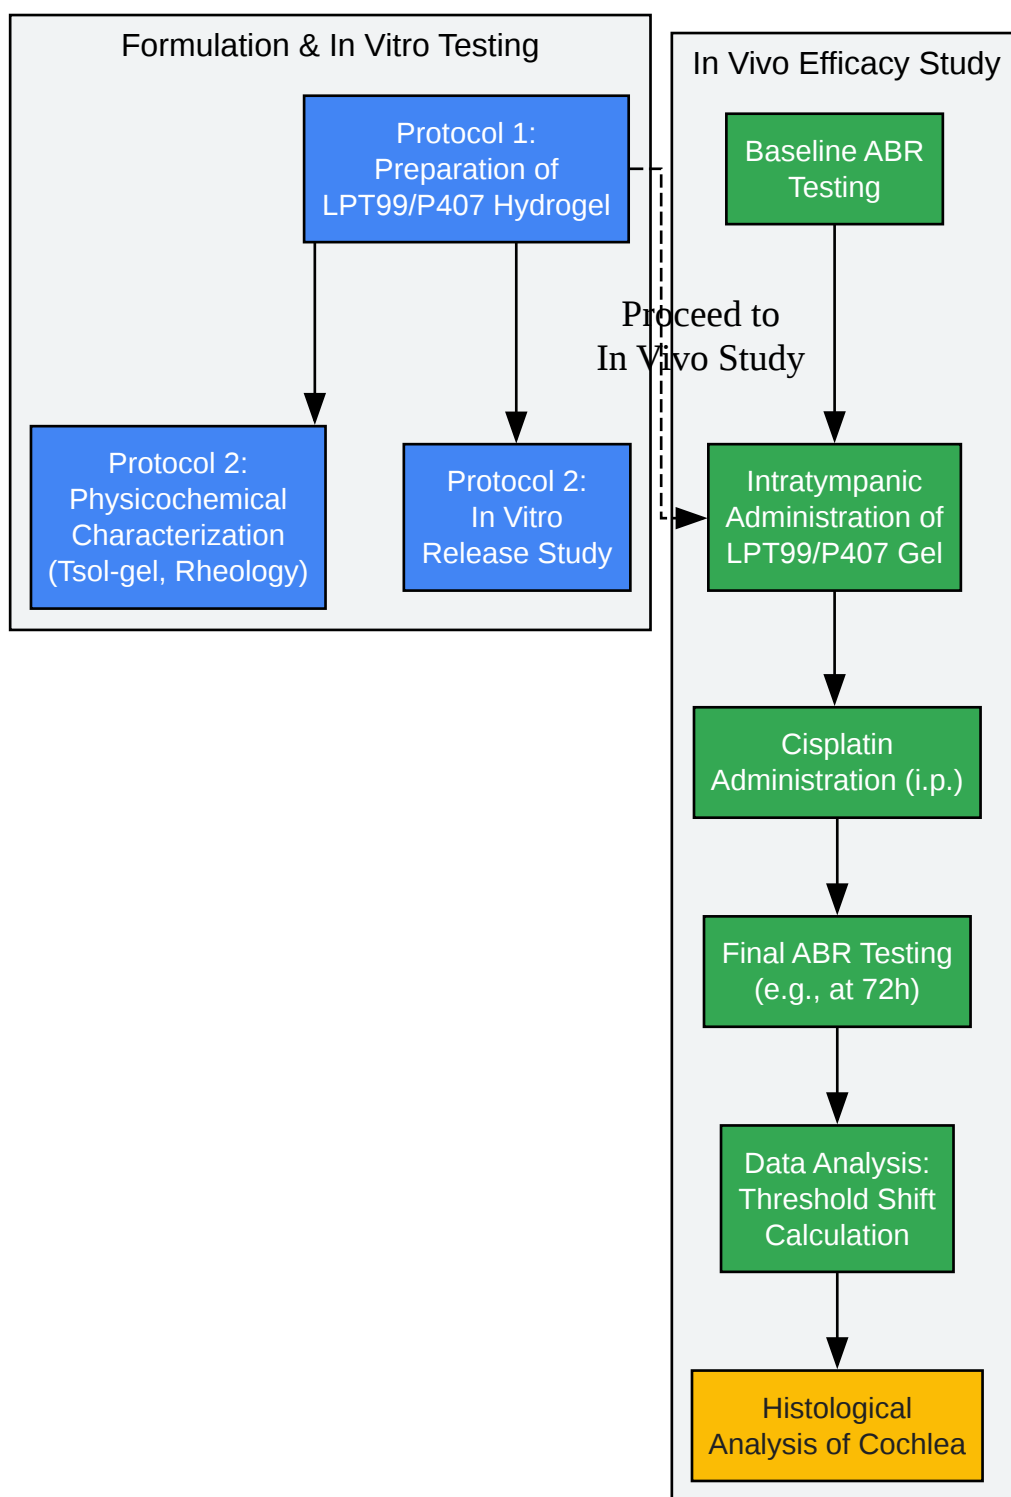 Formulation & In Vitro Testing
Protocol 1:
Preparation of
LPT99/P407 Hydrogel
Protocol 2:
Physicochemical
Characterization
(Tsol-gel, Rheology)
Protocol 2:
In Vitro
Release Study
Proceed to
In Vivo Study
In Vivo Efficacy Study
Baseline ABR
Testing
Intratympanic
Administration of
LPT99/P407 Gel
Cisplatin
Administration (i.p.)
Final ABR Testing
(e.g., at 72h)
Data Analysis:
Threshold Shift
Calculation
Histological
Analysis of Cochlea